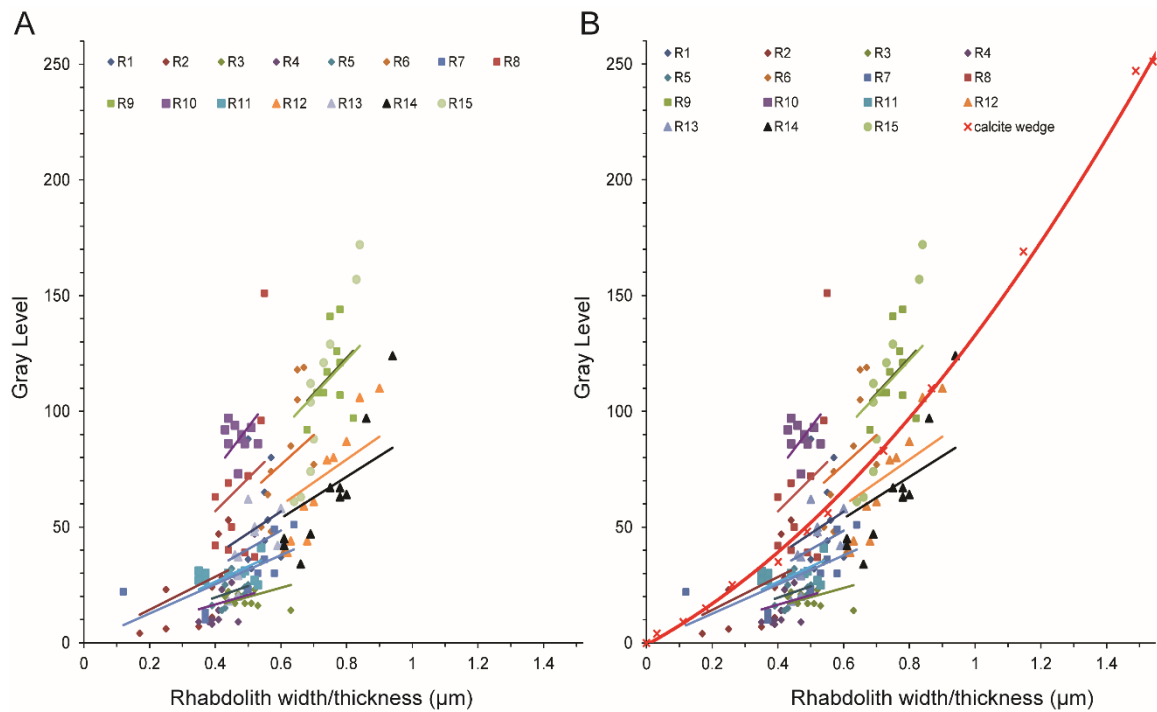 A
R1 R2 R3 R4 R5 R6 R7 R8
R9 R10 R11 R12 R13 R14 R15
250
200
150
100
50
0
Gray Level
0 0.2 0.4 0.6 0.8 1 1.2 1.4
Rhabdolith width/thickness (µm)
B
R1 R2 R3 R4
R5 R6 R7 R8
R9 R10 R11 R12
R13 R14 R15 calcite wedge
250
200
150
100
50
0
Gray Level
0 0.2 0.4 0.6 0.8 1 1.2 1.4
Rhabdolith width/thickness (µm)